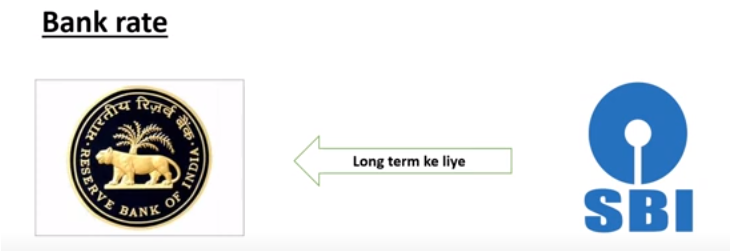 Bank rate
भारतीय रिज़र्व बैंक
RESERVE BANK OF INDIA
Long term ke liye
SBI